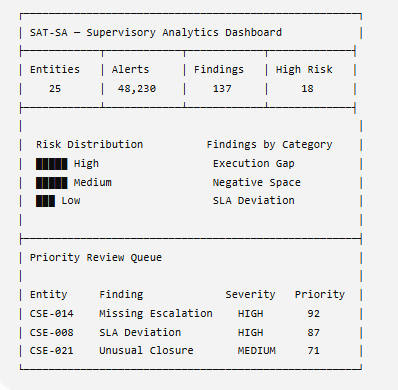 SAT-SA — Supervisory Analytics Dashboard
Entities Alerts Findings High Risk
25 48,230 137 18
Risk Distribution Findings by Category
High Execution Gap
Medium Negative Space
Low SLA Deviation
Priority Review Queue
Entity Finding Severity Priority
CSE-014 Missing Escalation HIGH 92
CSE-008 SLA Deviation HIGH 87
CSE-021 Unusual Closure MEDIUM 71